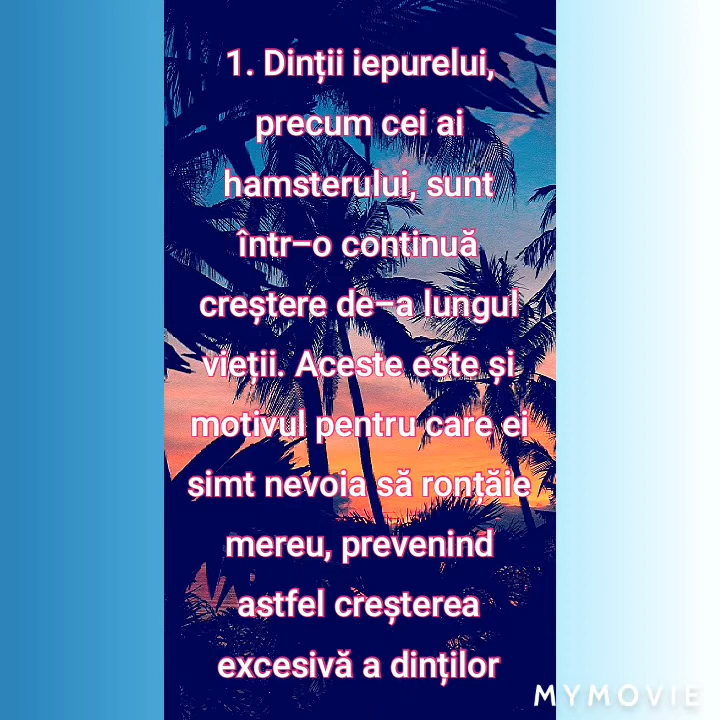 1. Dinții iepurelui,
precum cei ai
hamsterului, sunt
într–o continuă
creștere de–a lungul
vieții. Aceste este și
motivul pentru care ei
simt nevoia să ronțăie
mereu, prevenind
astfel creșterea
excesivă a dinților
MYMOVIE